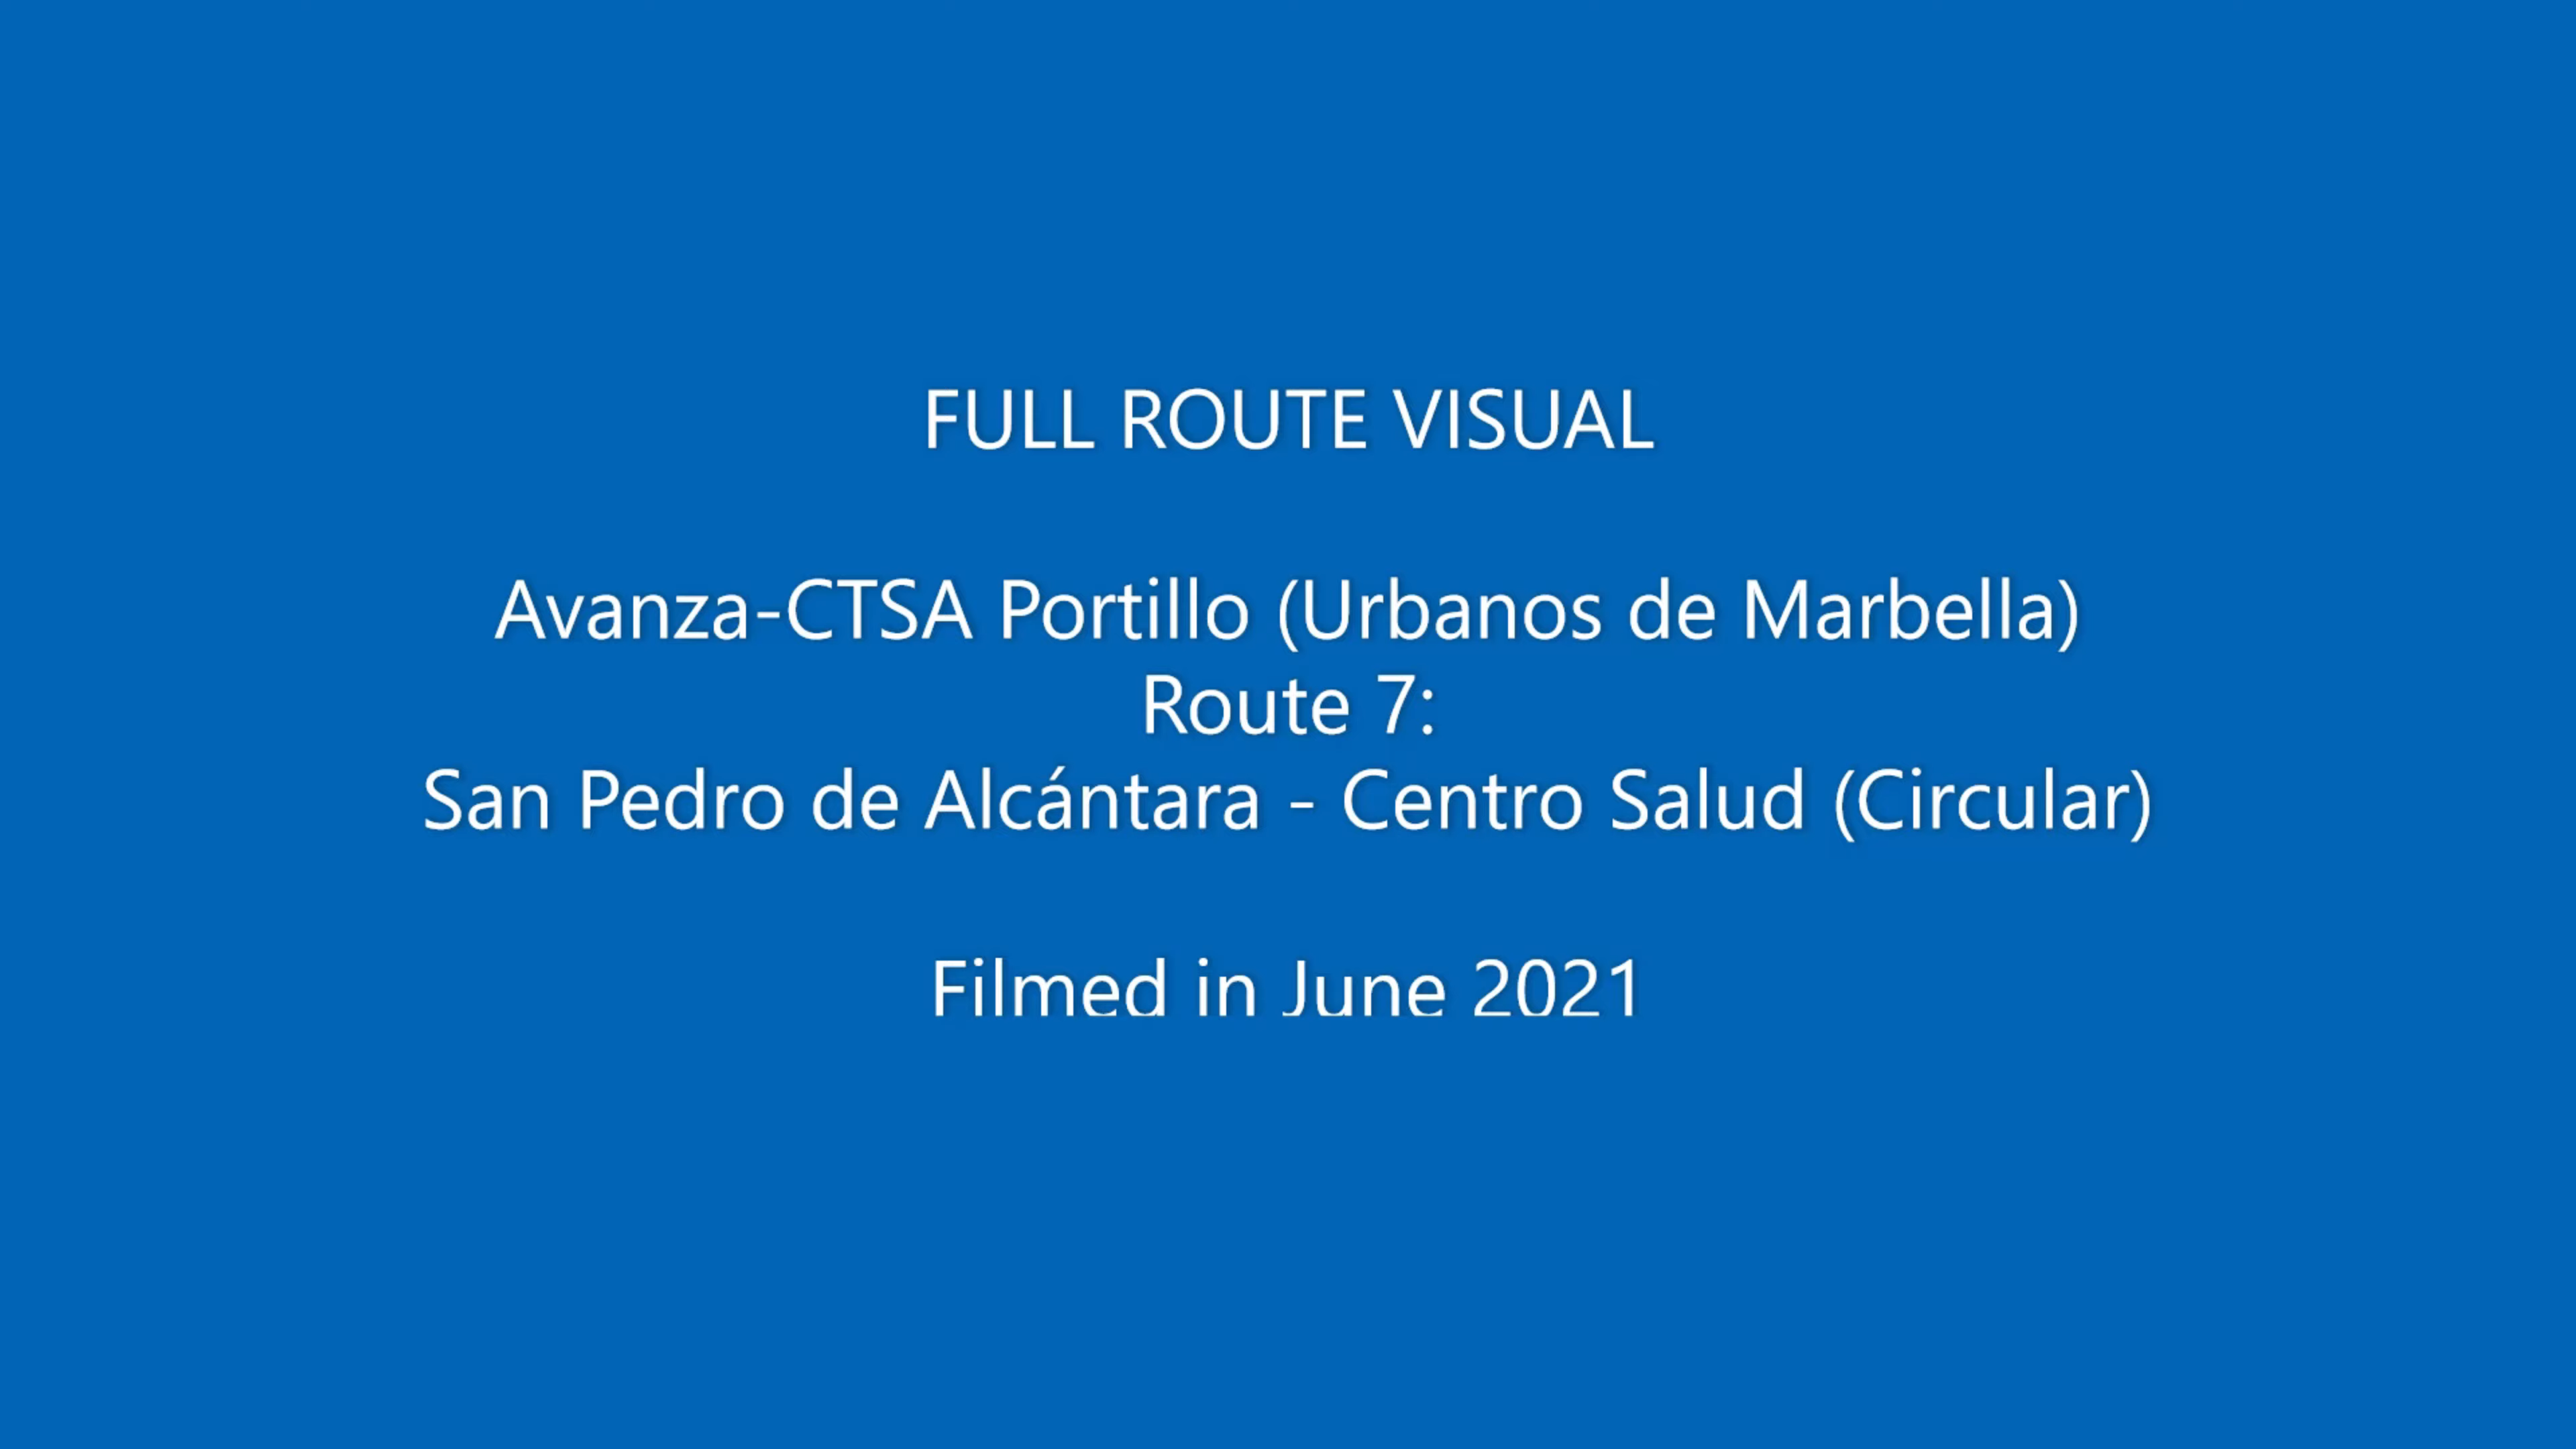 FULL ROUTE VISUAL
Avanza-CTSA Portillo (Urbanos de Marbella)
Route 7:
San Pedro de Alcántara - Centro Salud (Circular)
Filmed in June 2021